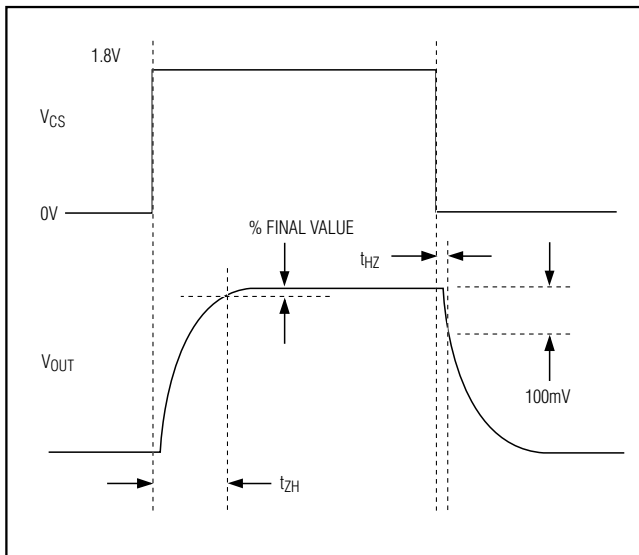 1.8V
VCS
0V
% FINAL VALUE
tHZ
VOUT
100mV
tZH